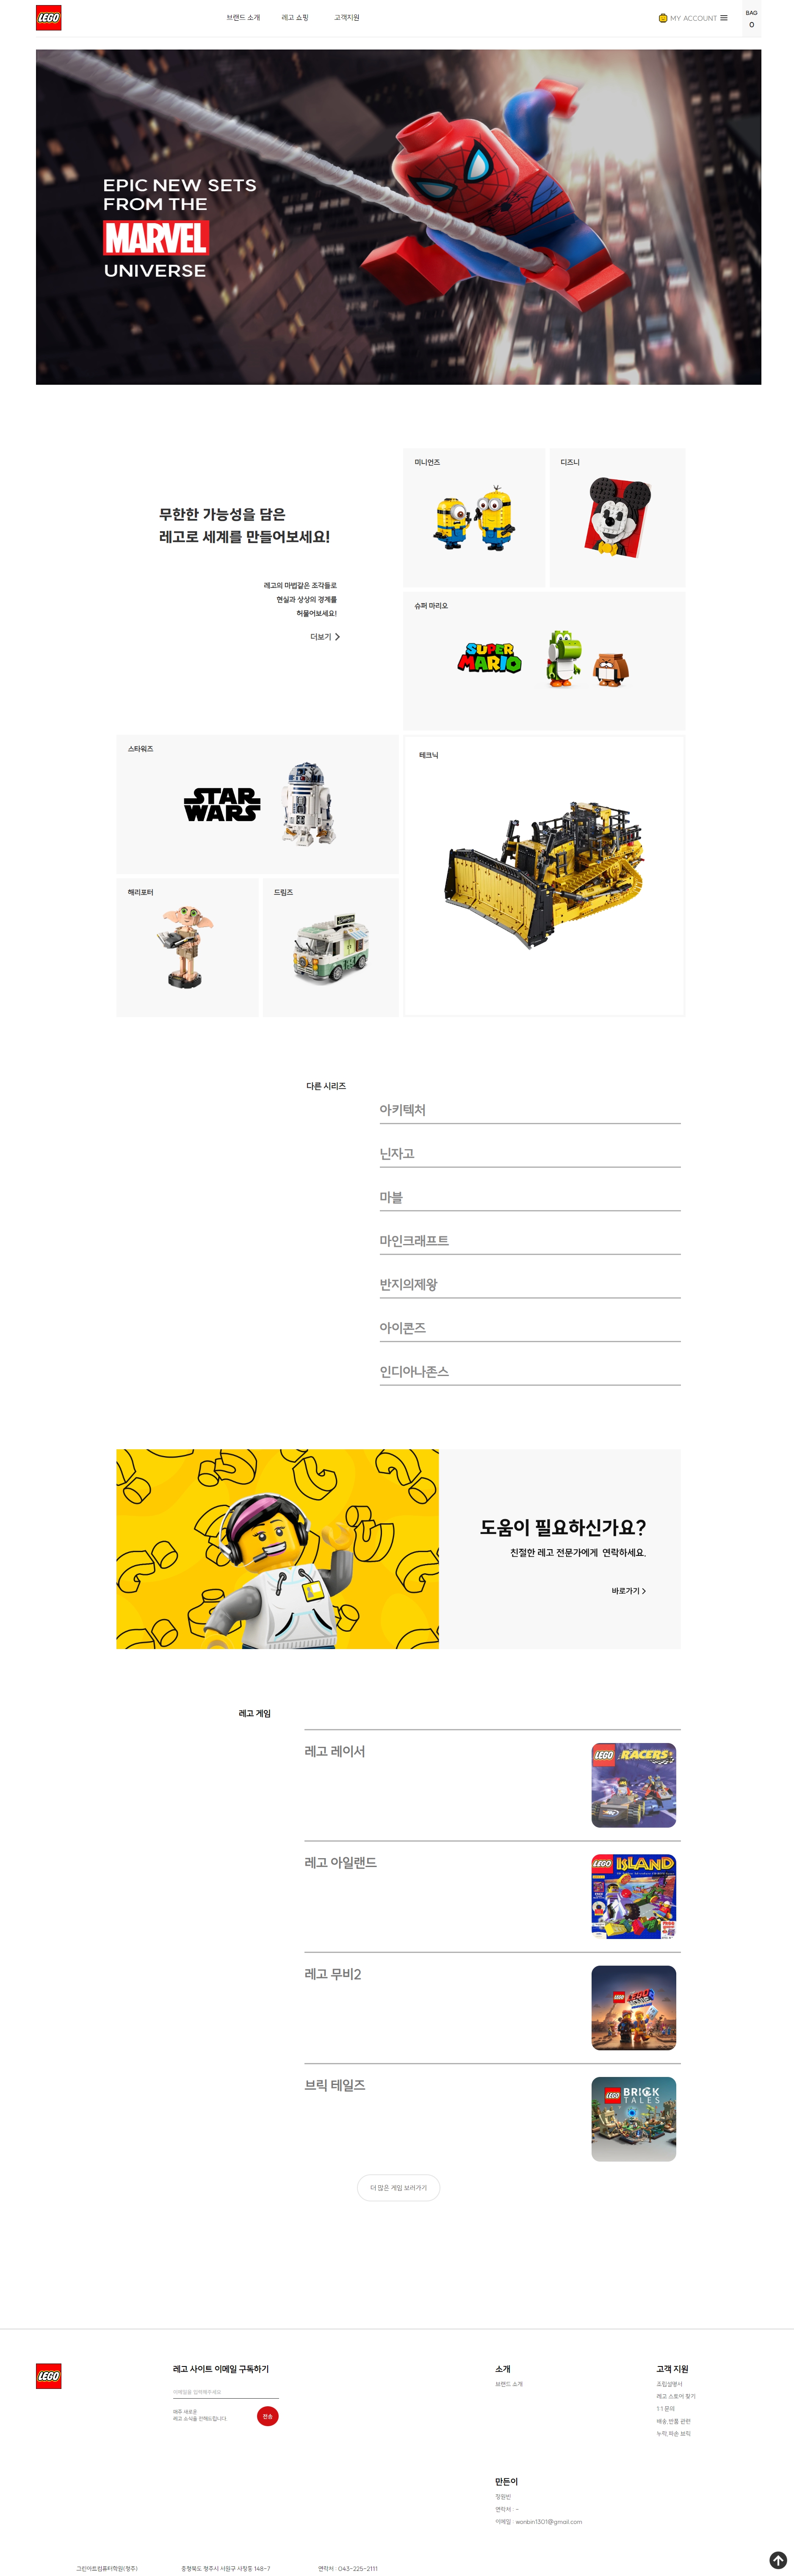 LEGO
브랜드 소개
레고 쇼핑
고객지원
MY ACCOUNT
BAG
0
EPIC NEW SETS
FROM THE
MARVEL
UNIVERSE
무한한 가능성을 담은
레고로 세계를 만들어보세요!
레고의 마법같은 조각들로
현실과 상상의 경계를
허물어보세요!
더보기
미니언즈
디즈니
슈퍼 마리오
SUPER
MARIO
스타워즈
STAR
WARS
테크닉
해리포터
드림즈
다른 시리즈
아키텍처
닌자고
마블
마인크래프트
반지의제왕
아이콘즈
인디아나존스
도움이 필요하신가요?
친절한 레고 전문가에게 연락하세요.
바로가기
레고 게임
레고 레이서
LEGO RACERS
레고 아일랜드
LEGO ISLAND
레고 무비2
LEGO
브릭 테일즈
LEGO BRICK
TALES
더 많은 게임 보러가기
LEGO
레고 사이트 이메일 구독하기
이메일을 입력해주세요
매주 새로운
레고 소식을 전해드립니다.
전송
소개
브랜드 소개
고객 지원
조립설명서
레고 스토어 찾기
1:1 문의
배송,반품 관련
누락,파손 브릭
만든이
정원빈
연락처 : -
이메일 : wonbin1301@gmail.com
그린아트컴퓨터학원(청주)
충청북도 청주시 서원구 사창동 148-7
연락처 : 043-225-2111